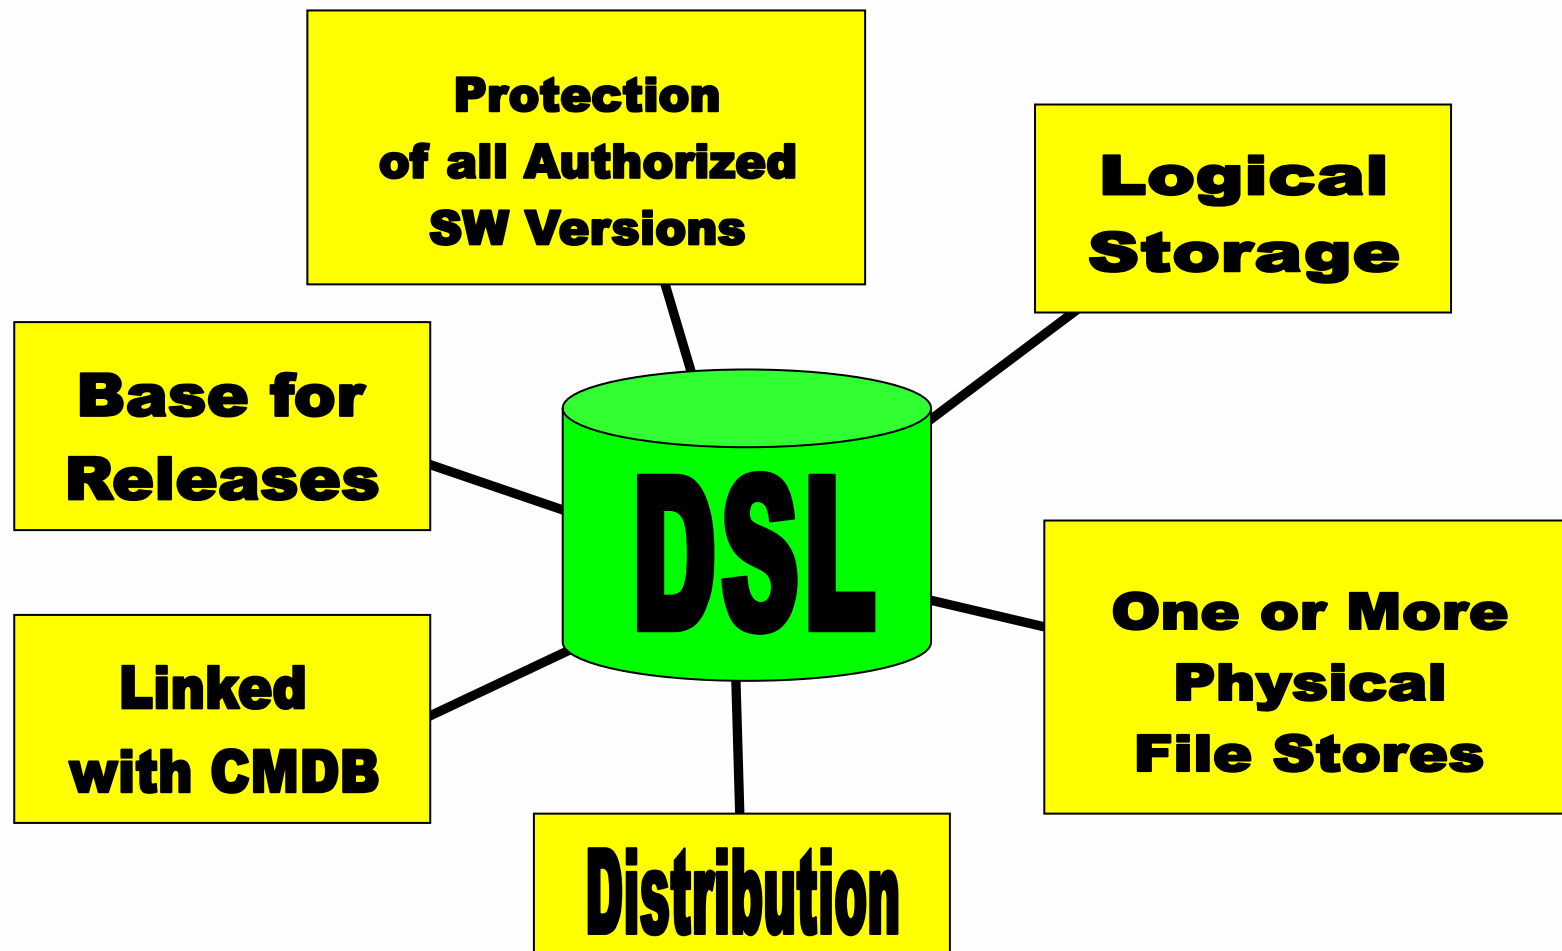 Protection
of all Authorized
SW Versions
Logical
Storage
Base for
Releases
DSL
One or More
Physical
File Stores
Linked
with CMDB
Distribution